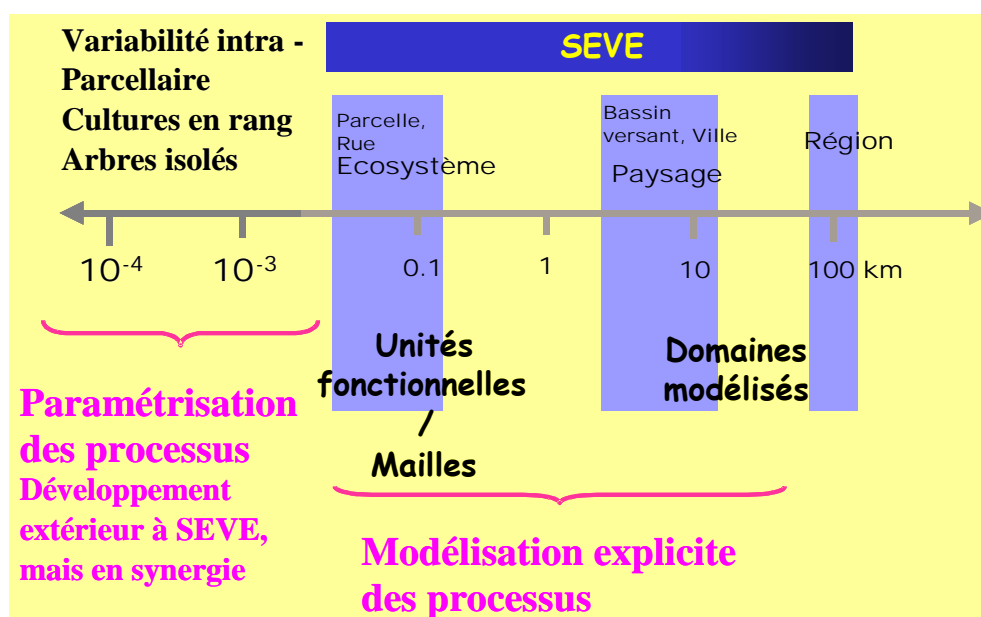 Variabilité intra -
Parcellaire
Cultures en rang
Arbres isolés
SEVE
Parcelle,
Rue
Ecosystème
Bassin
versant, Ville
Paysage
Région
10-4
10-3
0.1
1
10
100 km
Unités
fonctionnelles
/
Mailles
Domaines
modélisés
Paramétrisation
des processus
Développement
extérieur à SEVE,
mais en synergie
Modélisation explicite
des processus